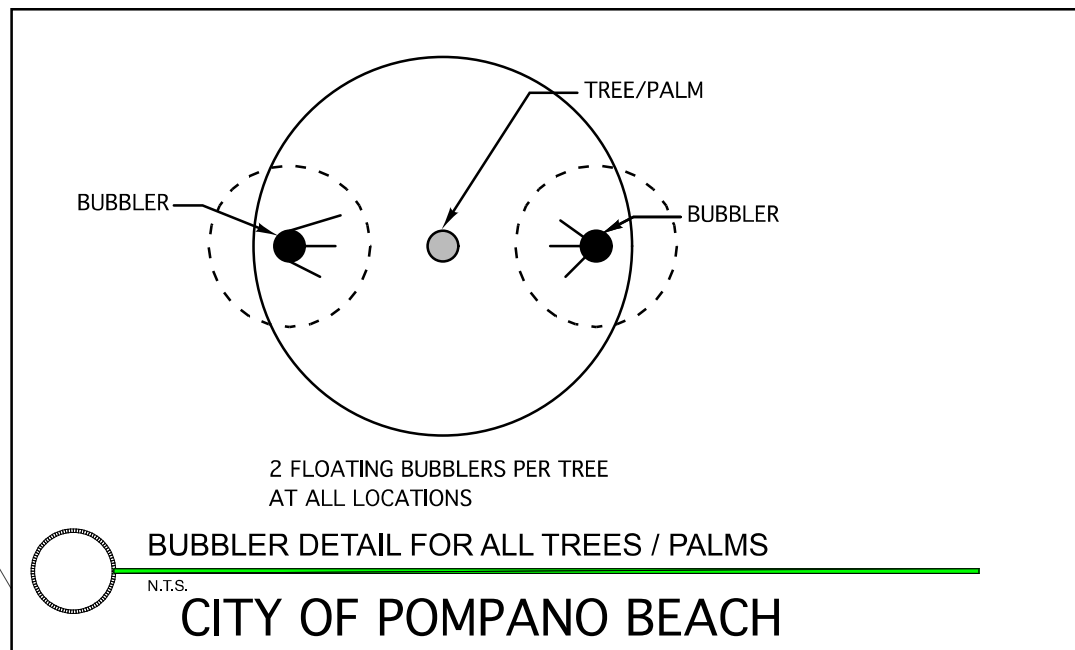 TREE/PALM
BUBBLER
BUBBLER
2 FLOATING BUBBLERS PER TREE
AT ALL LOCATIONS
BUBBLER DETAIL FOR ALL TREES / PALMS
N.T.S.
CITY OF POMPANO BEACH